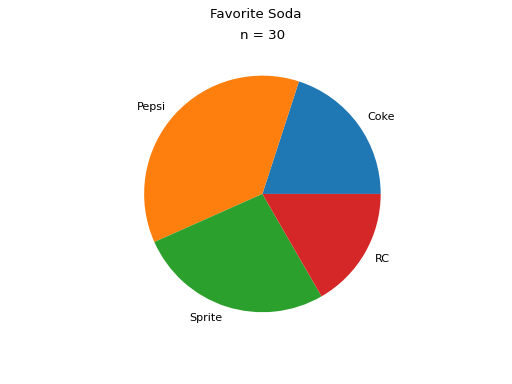 Favorite Soda
n = 30
Pepsi
Coke
RC
Sprite